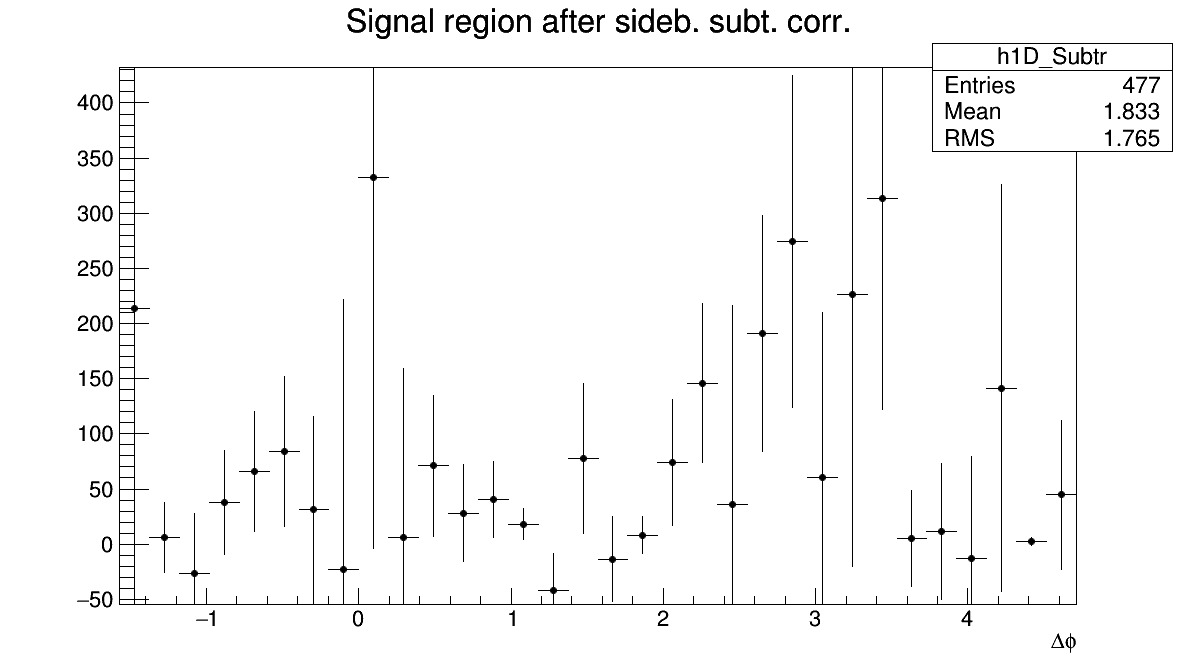 Signal region after sideb. subt. corr.
h1D_Subtr
Entries 477
Mean 1.833
RMS 1.765
400
350
300
250
200
150
100
50
0
−50
−1 0 1 2 3 4
Δϕ